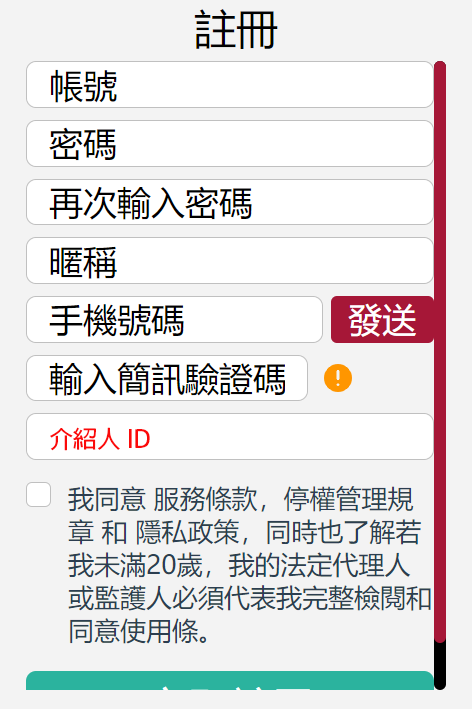 註冊
帳號
密碼
再次輸入密碼
暱稱
手機號碼 發送
輸入簡訊驗證碼
介紹人 ID
我同意 服務條款，停權管理規
章 和 隱私政策，同時也了解若
我未滿20歲，我的法定代理人
或監護人必須代表我完整檢閱和
同意使用條。